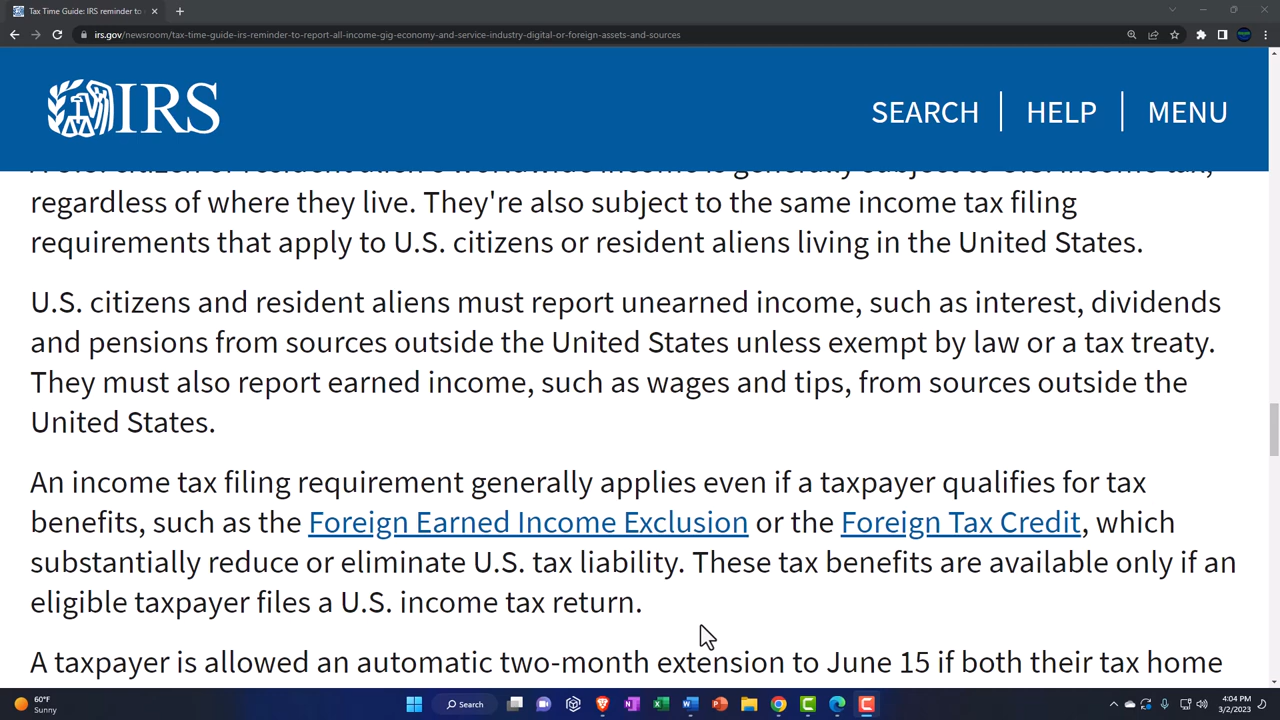 Tax Time Guide: IRS reminder to
irs.gov/newsroom/tax-time-guide-irs-reminder-to-report-all-income-gig-economy-and-service-industry-digital-or-foreign-assets-and-sources
IRS
SEARCH
HELP
MENU
regardless of where they live. They're also subject to the same income tax filing
requirements that apply to U.S. citizens or resident aliens living in the United States.
U.S. citizens and resident aliens must report unearned income, such as interest, dividends
and pensions from sources outside the United States unless exempt by law or a tax treaty.
They must also report earned income, such as wages and tips, from sources outside the
United States.
An income tax filing requirement generally applies even if a taxpayer qualifies for tax
benefits, such as the Foreign Earned Income Exclusion or the Foreign Tax Credit, which
substantially reduce or eliminate U.S. tax liability. These tax benefits are available only if an
eligible taxpayer files a U.S. income tax return.
A taxpayer is allowed an automatic two-month extension to June 15 if both their tax home
60°F
Sunny
Search
4:04 PM
3/2/2023